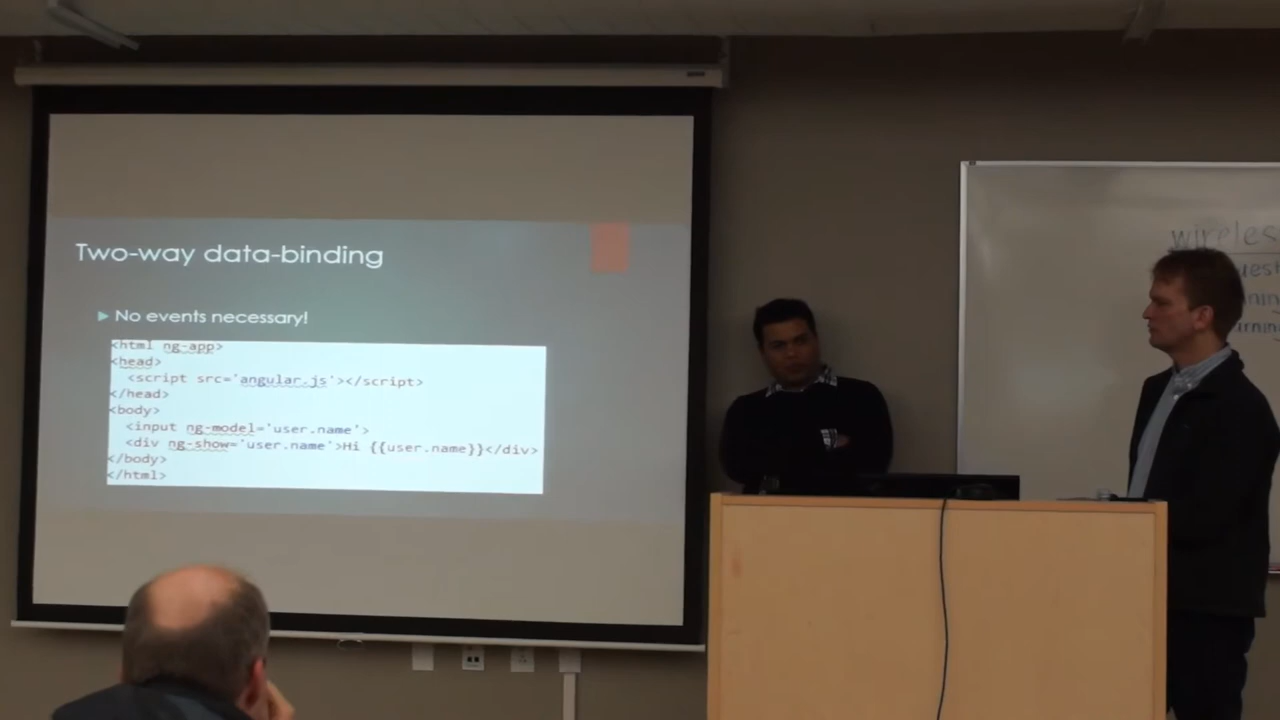 Two-way data-binding
No events necessary!
<html ng-app>
<head>
<script src='angular.js'></script>
</head>
<body>
<input ng-model='user.name'>
<div ng-show='user.name'>Hi {{user.name}}</div>
</body>
</html>
wireles